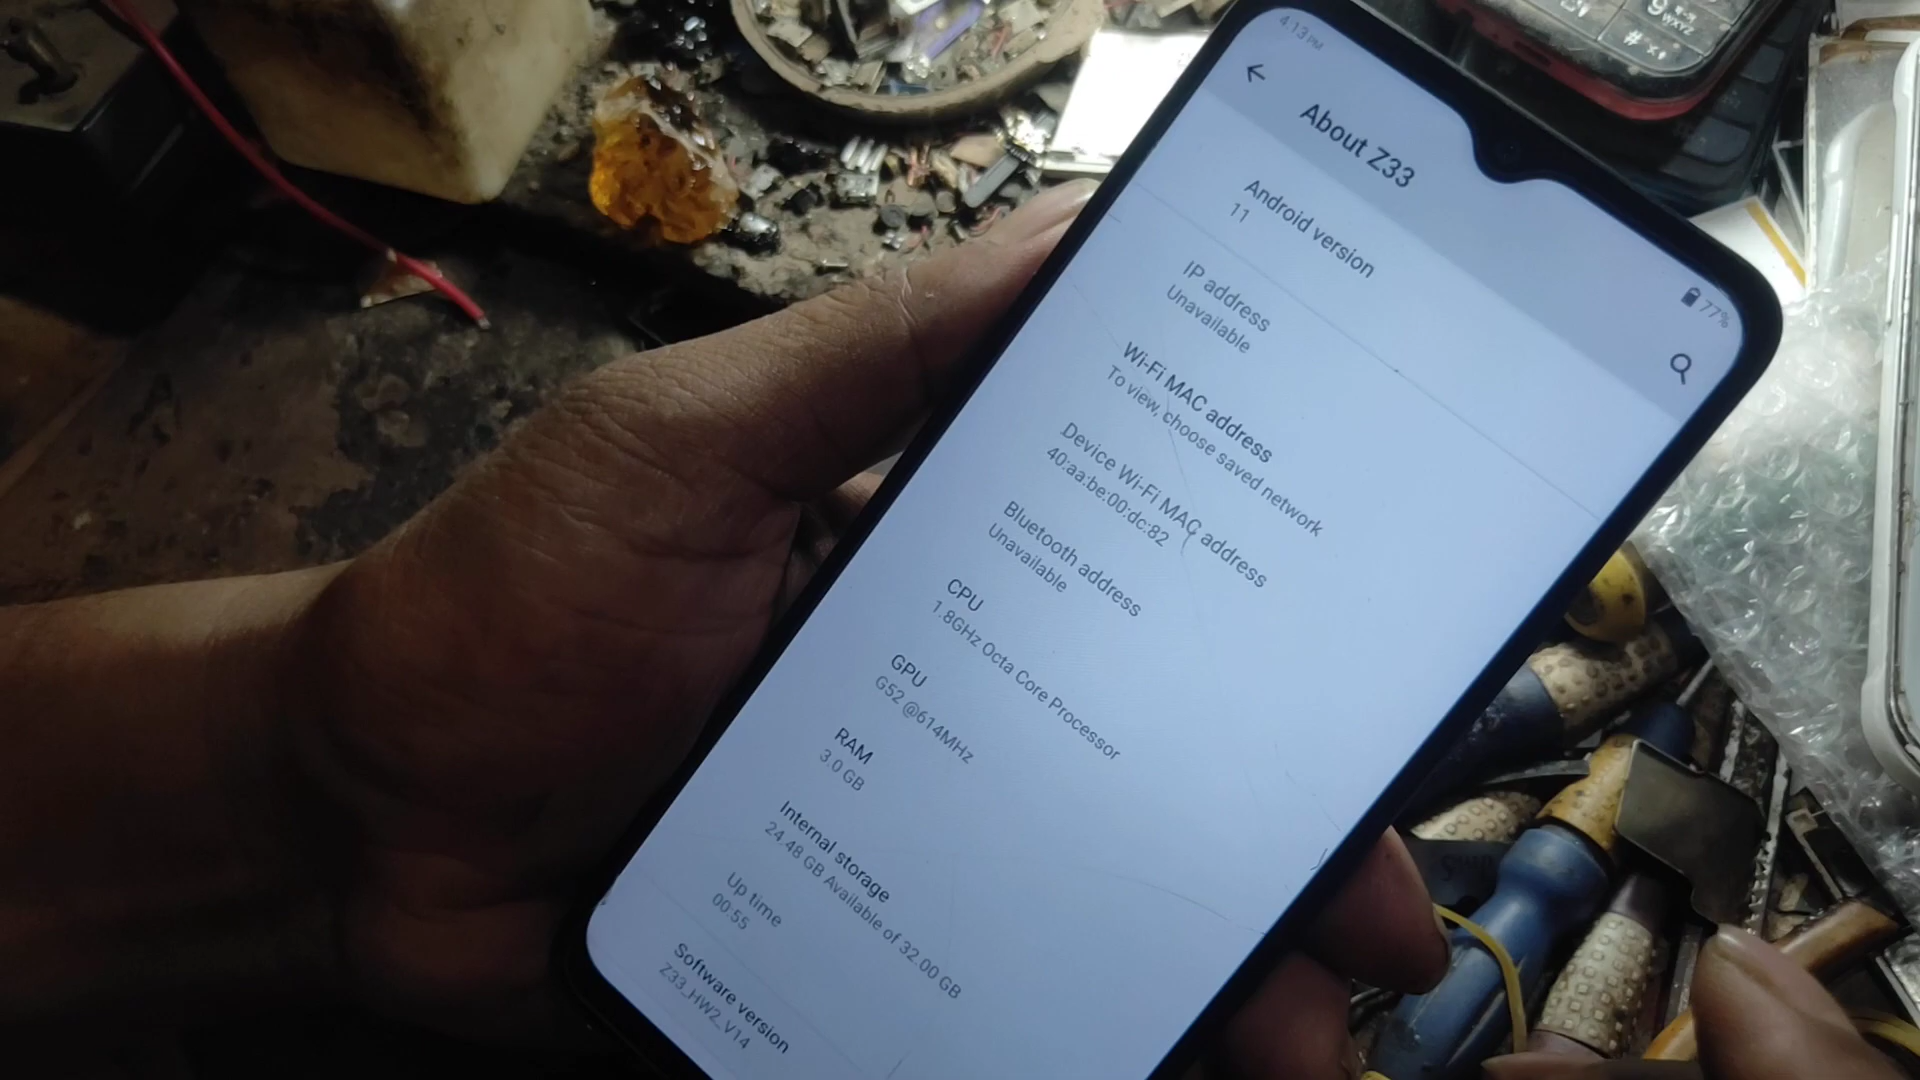 4:13 PM
77%
About Z33
Android version
11
IP address
Unavailable
Wi-Fi MAC address
To view, choose saved network
Device Wi-Fi MAC address
40:aa:be:00:dc:82
Bluetooth address
Unavailable
CPU
1.8GHz Octa Core Processor
GPU
G52 @614MHz
RAM
3.0 GB
Internal storage
24.48 GB Available of 32.00 GB
Up time
00:55
Software version
Z33_HW2_V14
9 WXYZ
#